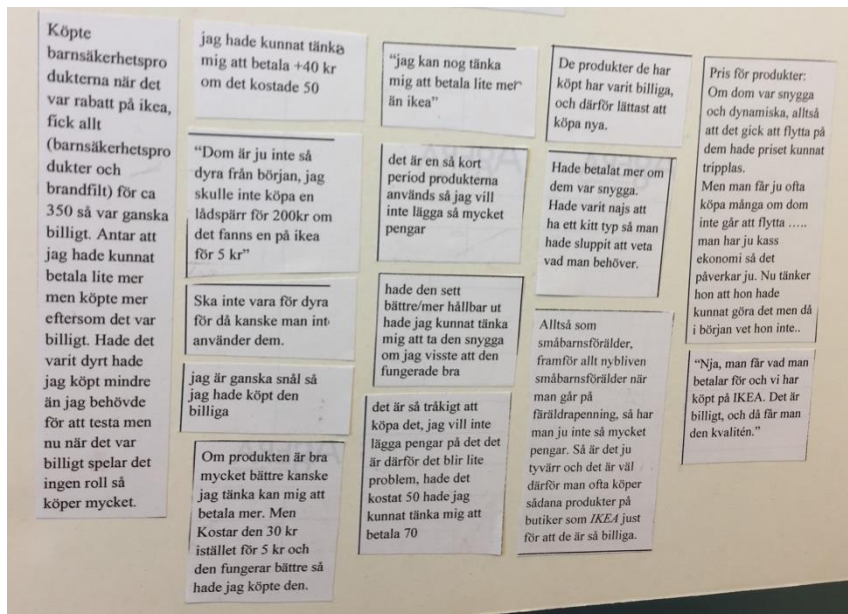 Köpte
barnsäkerhetspro
dukterna när det
var rabatt på ikea,
fick allt
(barnsäkerhetspro
dukter och
brandfilt) för ca
350 så var ganska
billigt. Antar att
jag hade kunnat
betala lite mer
men köpte mer
eftersom det var
billigt. Hade det
varit dyrt hade
jag köpt mindre
än jag behövde
för att testa men
nu när det var
billigt spelar det
ingen roll så
köper mycket.
jag hade kunnat tänka
mig att betala +40 kr
om det kostade 50
“Dom är ju inte så
dyra från början, jag
skulle inte köpa en
lådspärr för 200kr om
det fanns en på ikea
för 5 kr”
Ska inte vara för dyra
för då kanske man int
använder dem.
jag är ganska snål så
jag hade köpt den
billiga
Om produkten är bra
mycket bättre kanske
jag tänka kan mig att
betala mer. Men
Kostar den 30 kr
istället för 5 kr och
den fungerar bättre så
hade jag köpte den.
“jag kan nog tänka
mig att betala lite mer
än ikea”
det är en så kort
period produkterna
används så jag vill
inte lägga så mycket
pengar
hade den sett
bättre/mer hållbar ut
hade jag kunnat tänka
mig att ta den snygga
om jag visste att den
fungerade bra
det är så tråkigt att
köpa det, jag vill inte
lägga pengar på det det
är därför det blir lite
problem, hade det
kostat 50 hade jag
kunnat tänka mig att
betala 70
De produkter de har
köpt har varit billiga,
och därför lättast att
köpa nya.
Hade betalat mer om
dem var snygga.
Hade varit najs att
ha ett kitt typ så man
hade sluppit att veta
vad man behöver.
Alltså som
småbarnsförälder,
framför allt nybliven
småbarnsförälder när
man går på
färäldrapenning, så har
man ju inte så mycket
pengar. Så är det ju
tyvärr och det är väl
därför man ofta köper
sådana produkter på
butiker som IKEA just
för att de är så billiga.
Pris för produkter:
Om dom var snygga
och dynamiska, alltså
att det gick att flytta på
dem hade priset kunnat
tripplas.
Men man får ju ofta
köpa många om dom
inte går att flytta …..
man har ju kass
ekonomi så det
påverkar ju. Nu tänker
hon att hon hade
kunnat göra det men då
i början vet hon inte..
“Nja, man får vad man
betalar för och vi har
köpt på IKEA. Det är
billigt, och då får man
den kvalitén.”